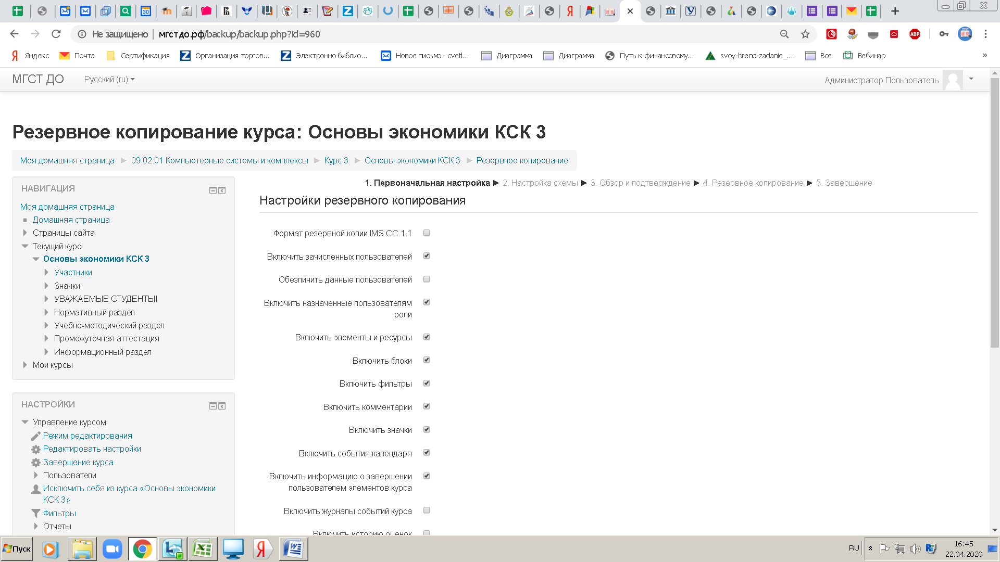 Не защищено | мгстдо.рф/backup/backup.php?id=960
Яндекс Почта Сертификация Организация торгов... Электронно библио... Новое письмо - cvetl... Диаграмма Диаграмма Путь к финансовому... svoy-brend-zadanie_... Все Вебинар »
МГСТ ДО Русский (ru) Администратор Пользователь
Резервное копирование курса: Основы экономики КСК 3
Моя домашняя страница ► 09.02.01 Компьютерные системы и комплексы ► Курс 3 ► Основы экономики КСК 3 ► Резервное копирование
НАВИГАЦИЯ
Моя домашняя страница
Домашняя страница
Страницы сайта
Текущий курс
Основы экономики КСК 3
Участники
Значки
УВАЖАЕМЫЕ СТУДЕНТЫ!
Нормативный раздел
Учебно-методический раздел
Промежуточная аттестация
Информационный раздел
Мои курсы
НАСТРОЙКИ
Управление курсом
Режим редактирования
Редактировать настройки
Завершение курса
Пользователи
Исключить себя из курса «Основы экономики
КСК 3»
Фильтры
Отчеты
1. Первоначальная настройка ► 2. Настройка схемы ► 3. Обзор и подтверждение ► 4. Резервное копирование ► 5. Завершение
Настройки резервного копирования
Формат резервной копии IMS CC 1.1
Включить зачисленных пользователей
Обезличить данные пользователей
Включить назначенные пользователям
роли
Включить элементы и ресурсы
Включить блоки
Включить фильтры
Включить комментарии
Включить значки
Включить события календаря
Включить информацию о завершении
пользователем элементов курса
Включить журналы событий курса
Включить историю оценок
Пуск
RU
16:45
22.04.2020